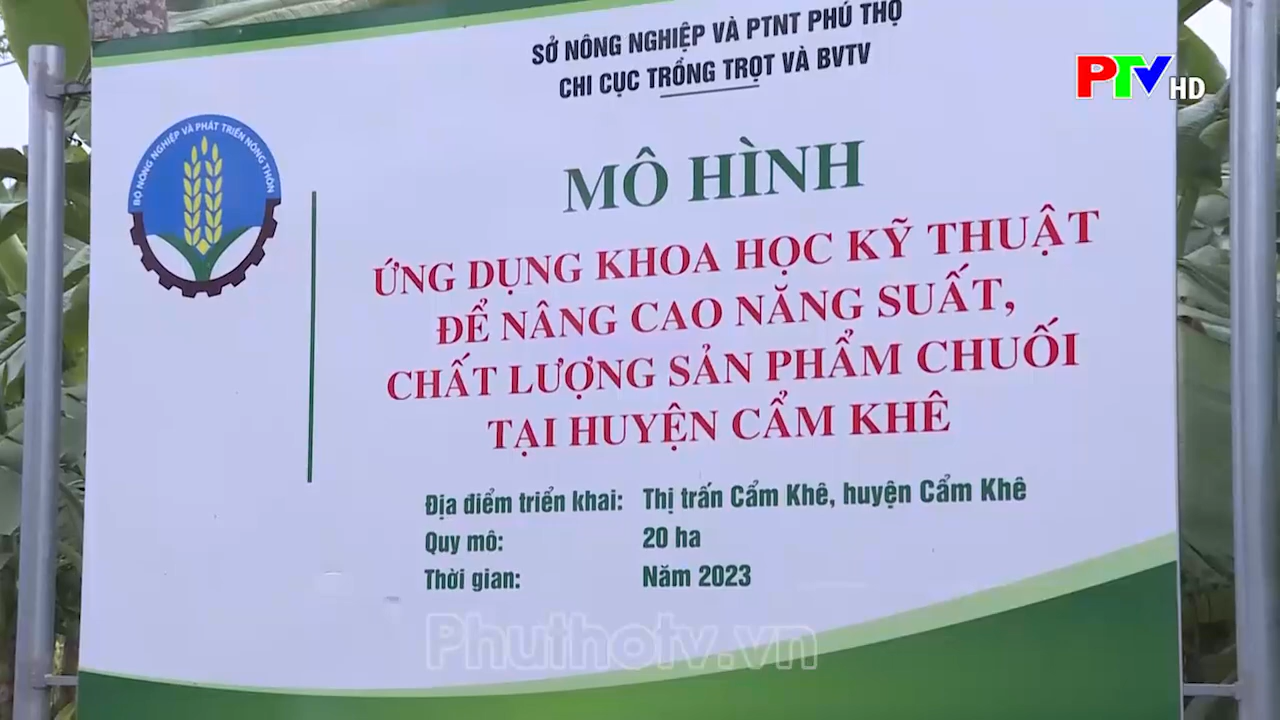 SỞ NÔNG NGHIỆP VÀ PTNT PHÚ THỌ
CHI CỤC TRỒNG TRỌT VÀ BVTV
PTV HD
BỘ NÔNG NGHIỆP VÀ PHÁT TRIỂN NÔNG THÔN
MÔ HÌNH
ỨNG DỤNG KHOA HỌC KỸ THUẬT
ĐỂ NÂNG CAO NĂNG SUẤT,
CHẤT LƯỢNG SẢN PHẨM CHUỐI
TẠI HUYỆN CẨM KHÊ
Địa điểm triển khai: Thị trấn Cẩm Khê, huyện Cẩm Khê
Quy mô: 20 ha
Thời gian: Năm 2023
Phuthotv.vn